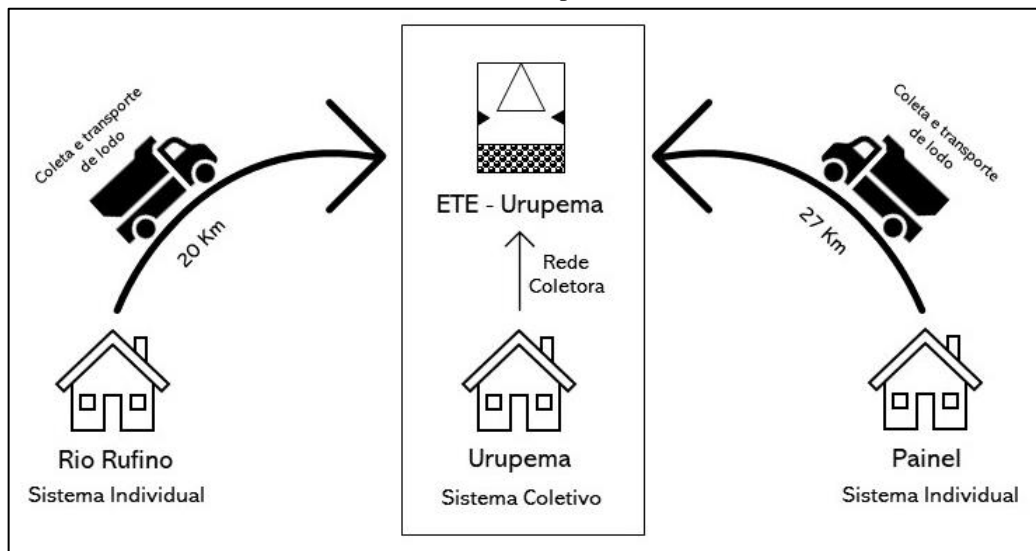 Coleta e transporte
de lodo
20 Km
Rio Rufino
Sistema Individual
ETE - Urupema
Rede
Coletora
Urupema
Sistema Coletivo
Coleta e transporte
de lodo
27 Km
Painel
Sistema Individual